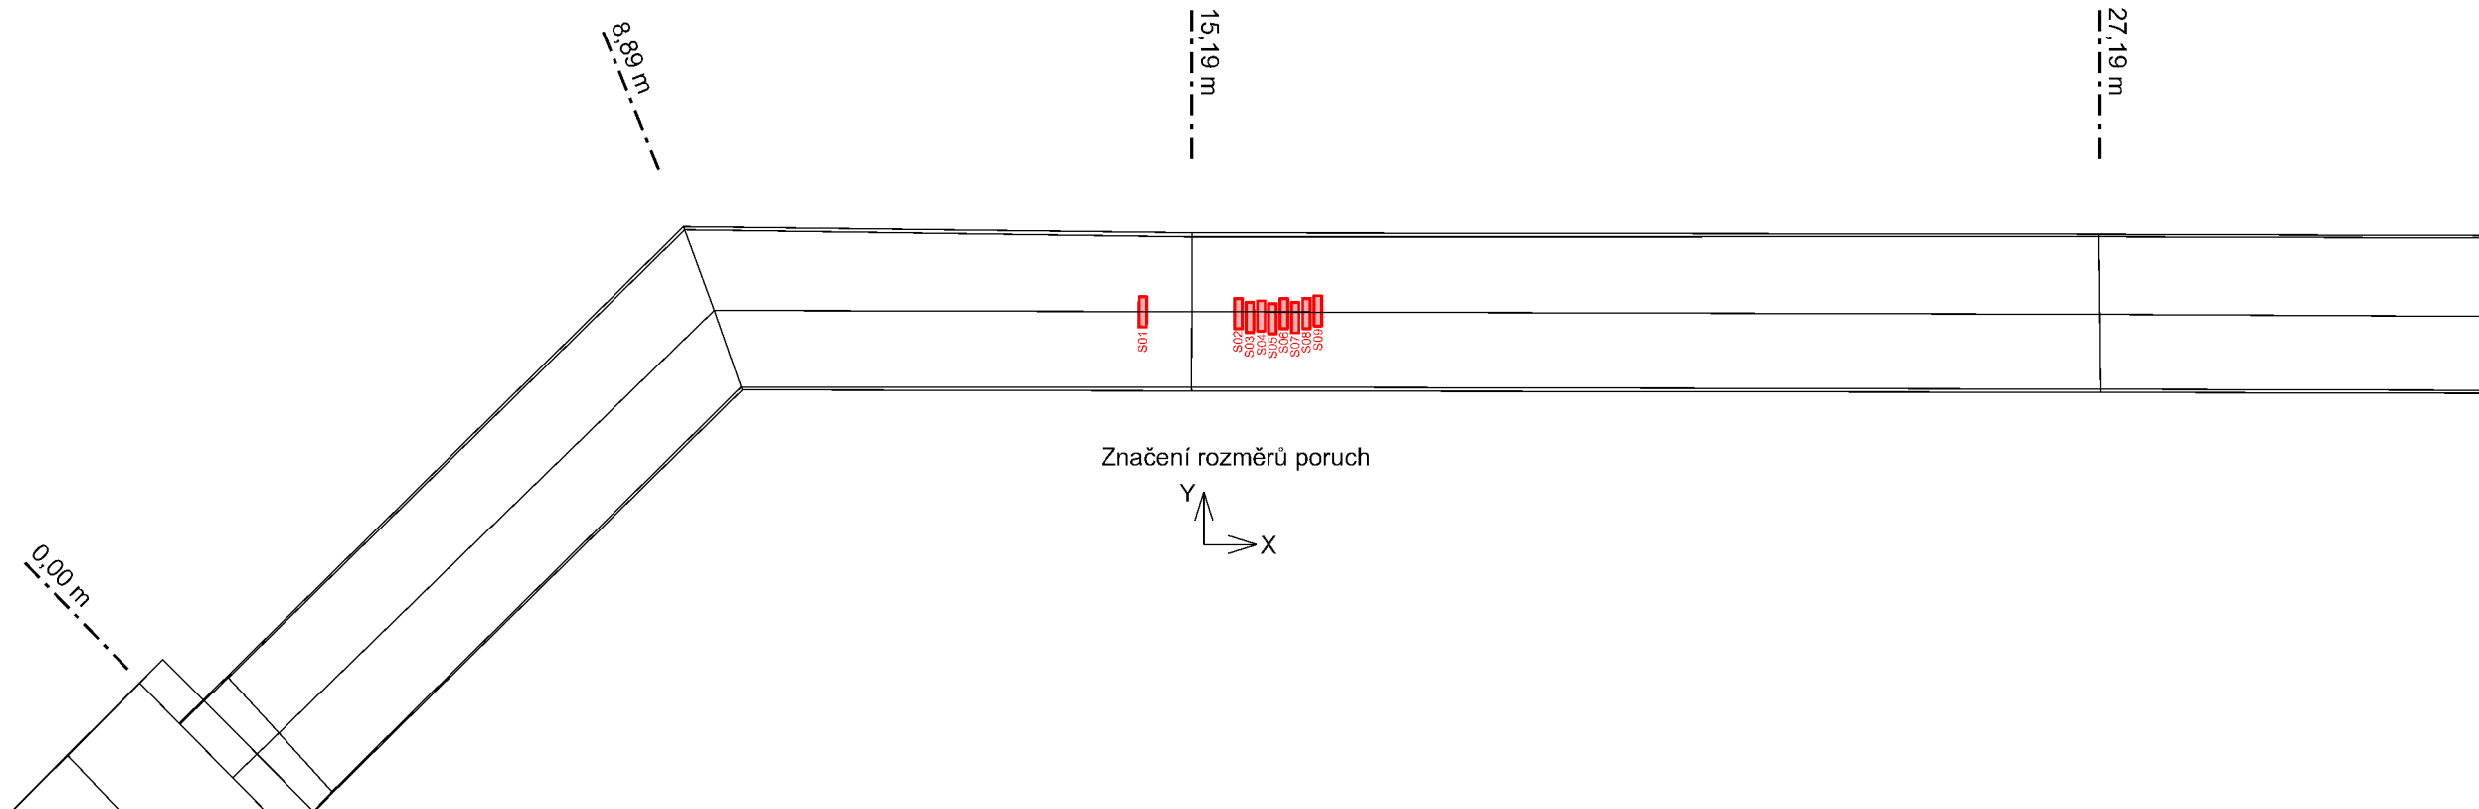 8,89 m
15,19 m
27,19 m
S01
S02
S03
S04
S05
S06
S07
S08
S09
Značení rozměrů poruch
Y
X
0,00 m